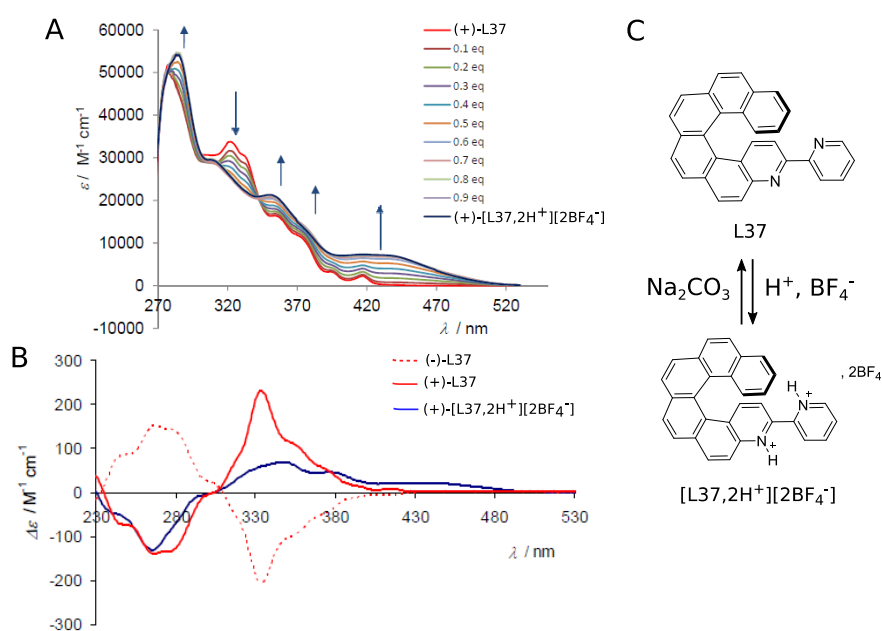 A
60000
50000
40000
30000
20000
10000
0
-10000
ε / M⁻¹ cm⁻¹
270 320 370 420 470 520
λ / nm
(+)-L37
0.1 eq
0.2 eq
0.3 eq
0.4 eq
0.5 eq
0.6 eq
0.7 eq
0.8 eq
0.9 eq
(+)-[L37,2H⁺][2BF₄⁻]
B
300
200
100
0
-100
-200
-300
Δε / M⁻¹ cm⁻¹
230 280 330 380 430 480 530
λ / nm
(-)-L37
(+)-L37
(+)-[L37,2H⁺][2BF₄⁻]
C
N
N
L37
Na₂CO₃ H⁺, BF₄⁻
, 2BF₄
H
N⁺
N⁺
H
[L37,2H⁺][2BF₄⁻]